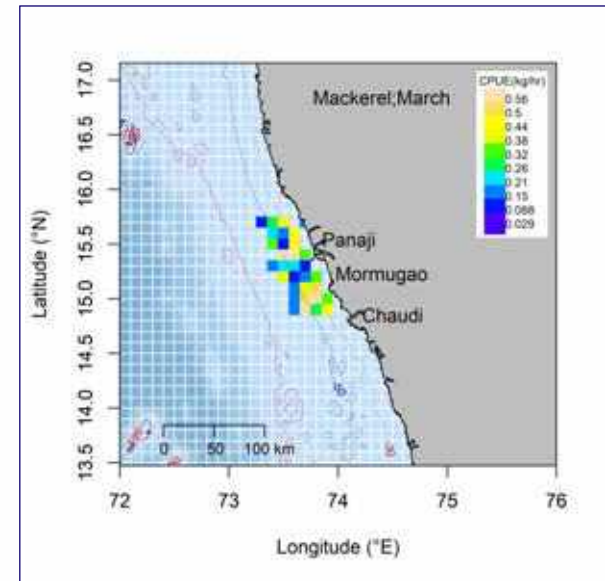 CPUE(kg/hr)
Mackerel;March
0.56
0.5
0.44
0.38
0.32
0.26
0.21
0.15
0.088
0.029
Panaji
Mormugao
Chaudi
0 50 100 km
17.0
16.5
16.0
15.5
15.0
14.5
14.0
13.5
Latitude (°N)
72 73 74 75 76
Longitude (°E)